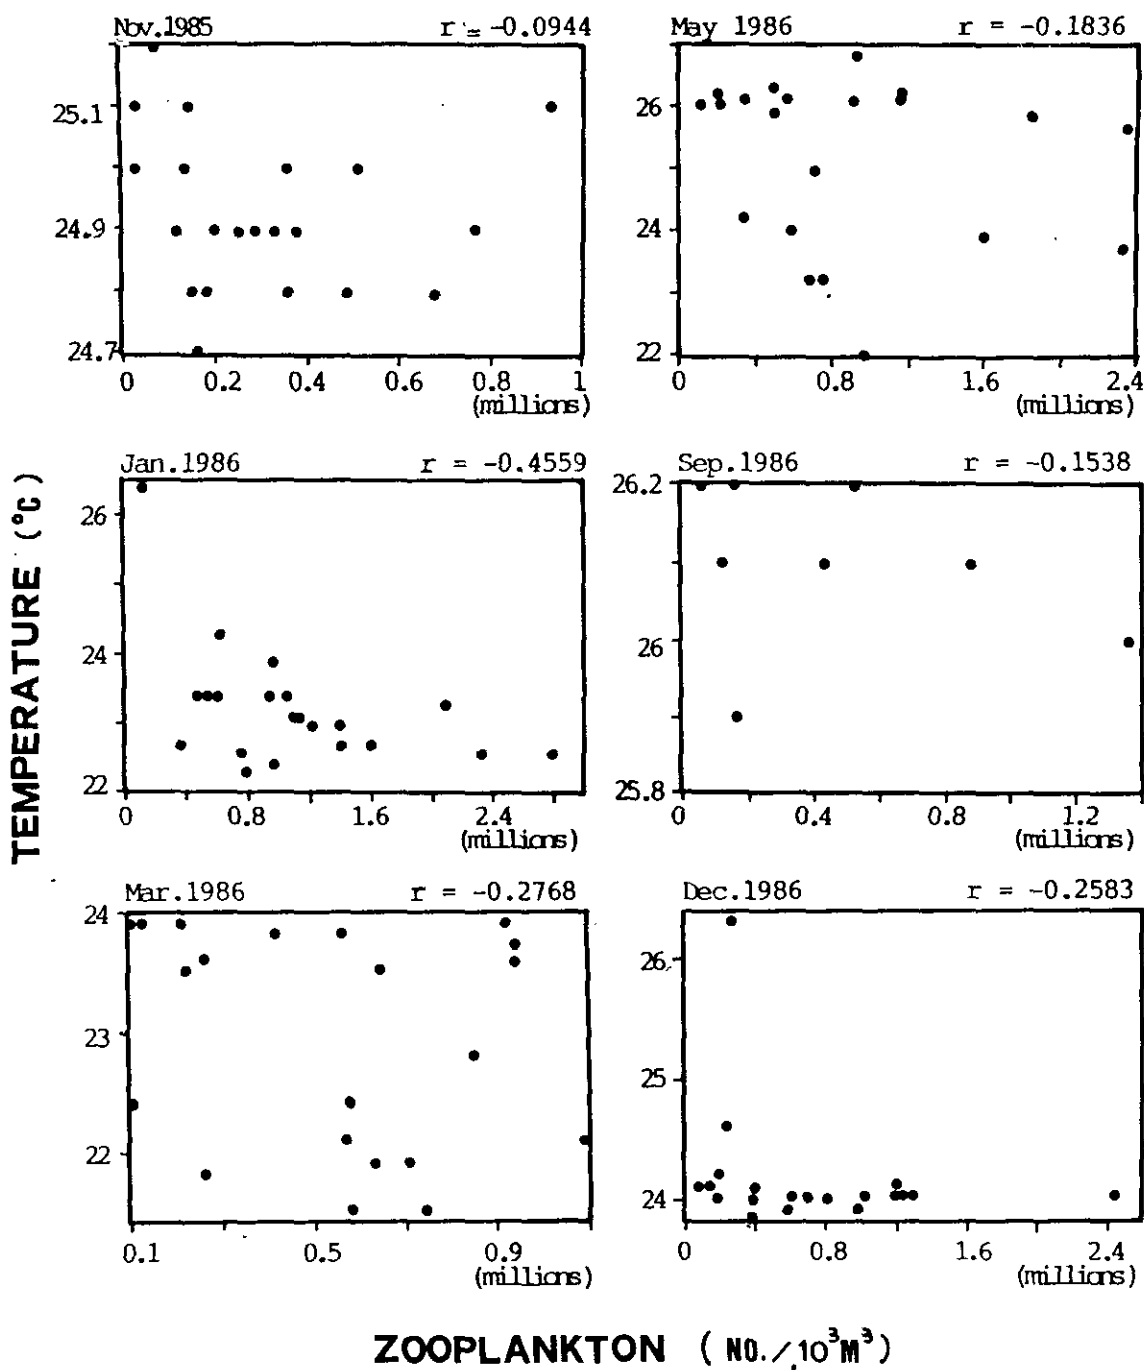 Nov.1985 r = -0.0944
25.1
24.9
24.7
0 0.2 0.4 0.6 0.8 1
(millions)
May 1986 r = -0.1836
26
24
22
0 0.8 1.6 2.4
(millions)
Jan.1986 r = -0.4559
26
24
22
0 0.8 1.6 2.4
(millions)
Sep.1986 r = -0.1538
26.2
26
25.8
0 0.4 0.8 1.2
(millions)
Mar.1986 r = -0.2768
24
23
22
0.1 0.5 0.9
(millions)
Dec.1986 r = -0.2583
26
25
24
0 0.8 1.6 2.4
(millions)
TEMPERATURE (°C)
ZOOPLANKTON ( NO./10³M³)